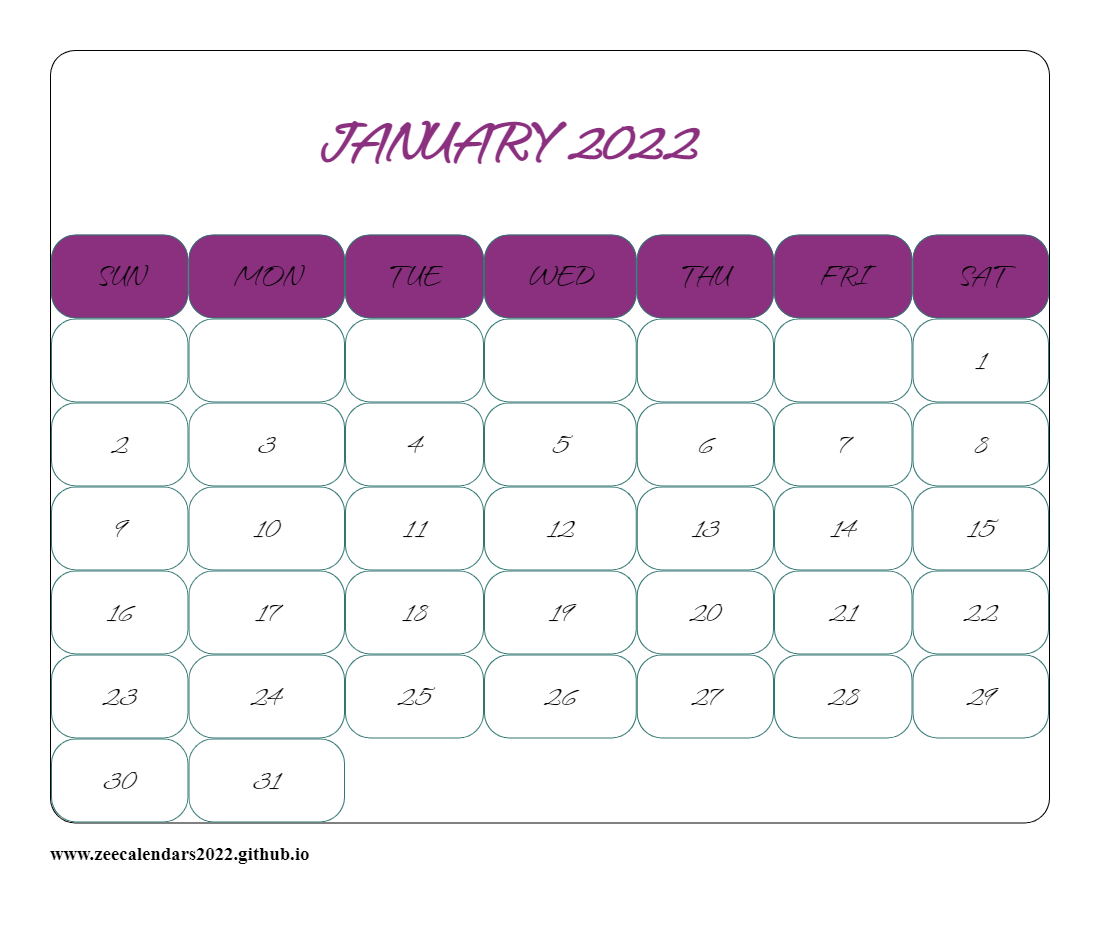 JANUARY 2022
SUN MON TUE WED THU FRI SAT
1
2 3 4 5 6 7 8
9 10 11 12 13 14 15
16 17 18 19 20 21 22
23 24 25 26 27 28 29
30 31
www.zeecalendars2022.github.io